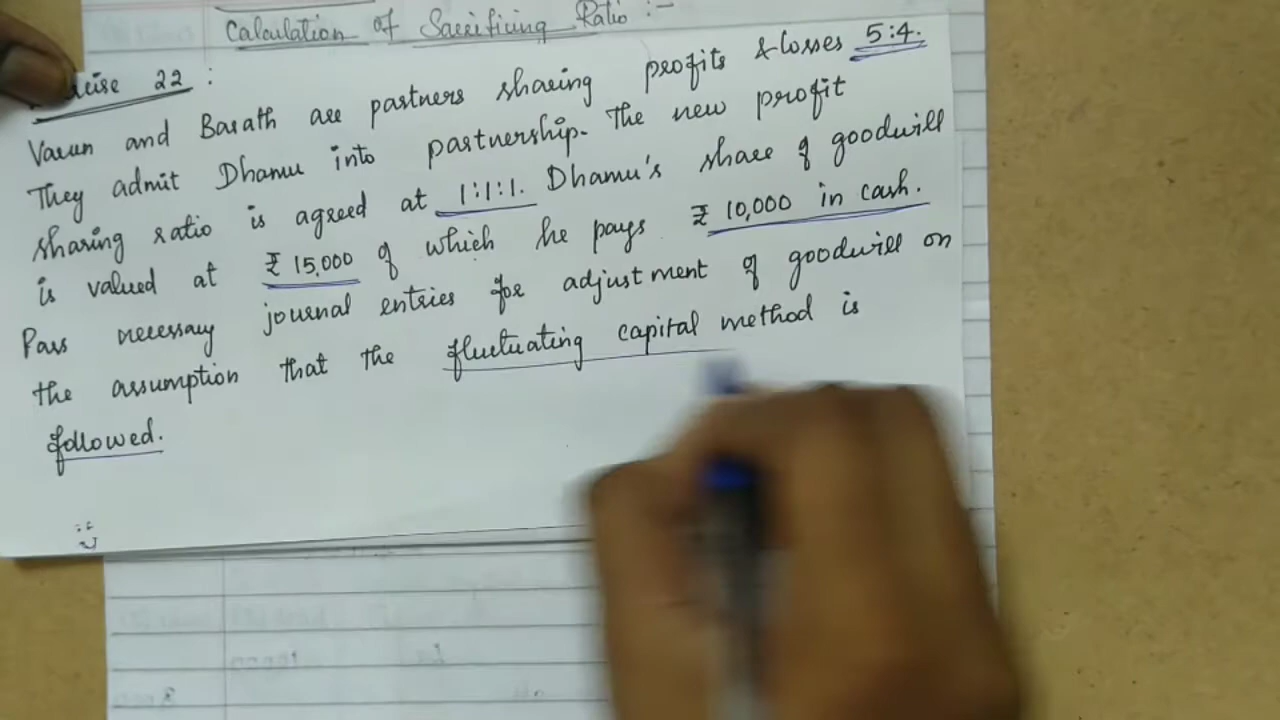 Calculation of Sacrificing Ratio :-
22 :
Varun and Barath are partners sharing profits & losses 5:4.
They admit Dhamu into partnership. The new profit
sharing ratio is agreed at 1:1:1. Dhamu's share of goodwill
is valued at ₹ 15,000 of which he pays ₹ 10,000 in cash.
Pass necessary journal entries for adjustment of goodwill on
the assumption that the fluctuating capital method is
followed.